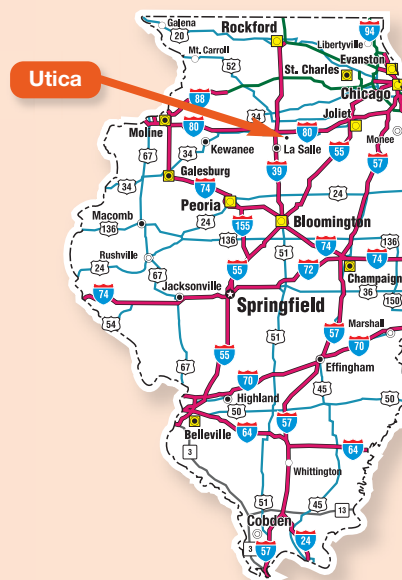 Galena
20
Rockford
94
Libertyville
Mt. Carroll
52
Evanston
St. Charles
Utica
Chicago
88
34
Joliet
Moline
80
80
Monee
Kewanee
La Salle
55
57
67
34
39
Galesburg
34
74
24
Peoria
Macomb
24
155
Bloomington
136
136
74
Rushville
51
24
55
72
74
Champaign
Jacksonville
36
150
74
Springfield
54
57
Marshall
51
70
55
67
Effingham
70
45
Highland
50
50
57
Belleville
64
64
3
Whittington
51
45
13
Cobden
3
57
24